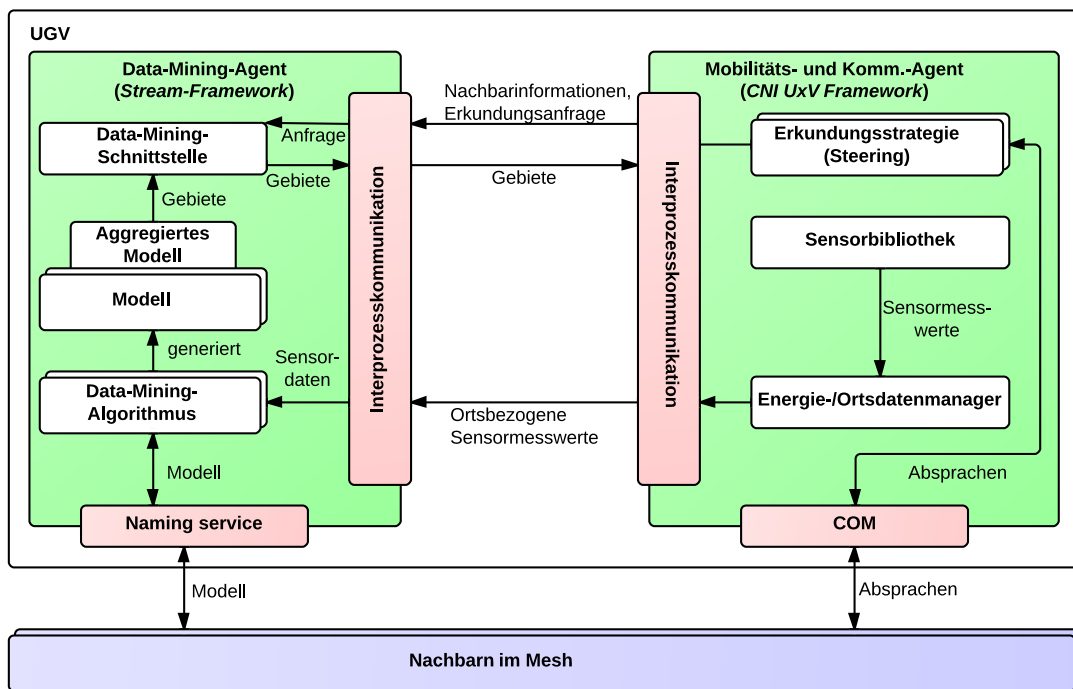 UGV
Data-Mining-Agent
(Stream-Framework)
Data-Mining-
Schnittstelle
Anfrage
Gebiete
Gebiete
Aggregiertes
Modell
Modell
generiert
Data-Mining-
Algorithmus
Sensor-
daten
Modell
Naming service
Interprozesskommunikation
Nachbarinformationen,
Erkundungsanfrage
Gebiete
Ortsbezogene
Sensormesswerte
Interprozesskommunikation
Mobilitäts- und Komm.-Agent
(CNI UxV Framework)
Erkundungsstrategie
(Steering)
Sensorbibliothek
Sensormess-
werte
Energie-/Ortsdatenmanager
Absprachen
COM
Modell
Absprachen
Nachbarn im Mesh